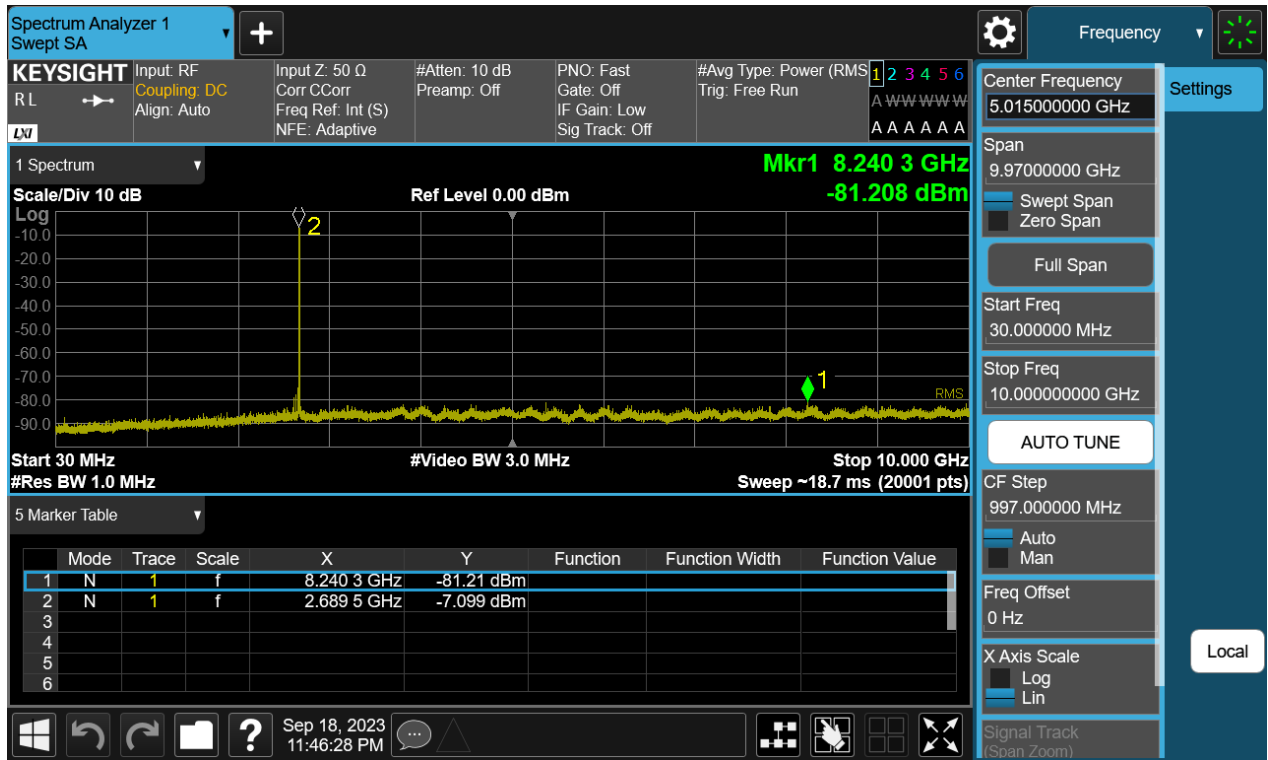 Spectrum Analyzer 1
Swept SA
Frequency
KEYSIGHT
RL
LXI
Input: RF
Coupling: DC
Align: Auto
Input Z: 50 Ω
Corr CCorr
Freq Ref: Int (S)
NFE: Adaptive
#Atten: 10 dB
Preamp: Off
PNO: Fast
Gate: Off
IF Gain: Low
Sig Track: Off
#Avg Type: Power (RMS
Trig: Free Run
1 2 3 4 5 6
A W W W W W
A A A A A A
1 Spectrum
Mkr1 8.240 3 GHz
-81.208 dBm
Scale/Div 10 dB
Ref Level 0.00 dBm
Log
-10.0
-20.0
-30.0
-40.0
-50.0
-60.0
-70.0
-80.0
-90.0
2
1
RMS
Start 30 MHz
#Video BW 3.0 MHz
Stop 10.000 GHz
#Res BW 1.0 MHz
Sweep ~18.7 ms (20001 pts)
5 Marker Table
Mode Trace Scale X Y Function Function Width Function Value
1 N 1 f 8.240 3 GHz -81.21 dBm
2 N 1 f 2.689 5 GHz -7.099 dBm
3
4
5
6
Sep 18, 2023
11:46:28 PM
Center Frequency
5.015000000 GHz
Settings
Span
9.97000000 GHz
Swept Span
Zero Span
Full Span
Start Freq
30.000000 MHz
Stop Freq
10.000000000 GHz
AUTO TUNE
CF Step
997.000000 MHz
Auto
Man
Freq Offset
0 Hz
X Axis Scale
Log
Lin
Local
Signal Track
(Span Zoom)